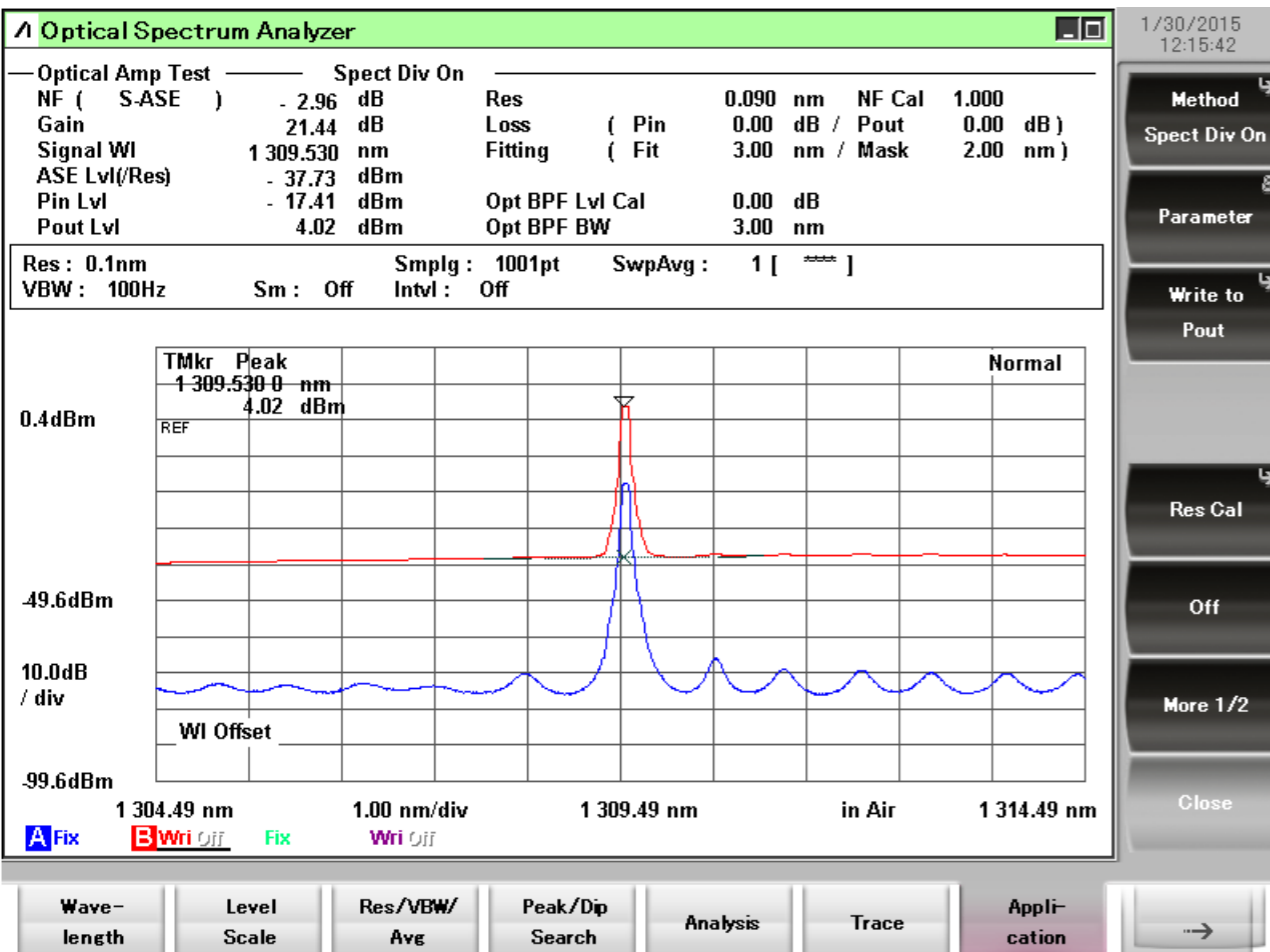 Optical Spectrum Analyzer
1/30/2015
12:15:42
Optical Amp Test Spect Div On
NF ( S-ASE ) - 2.96 dB Res 0.090 nm NF Cal 1.000
Gain 21.44 dB Loss ( Pin 0.00 dB / Pout 0.00 dB )
Signal Wl 1 309.530 nm Fitting ( Fit 3.00 nm / Mask 2.00 nm )
ASE Lvl(/Res) - 37.73 dBm
Pin Lvl - 17.41 dBm Opt BPF Lvl Cal 0.00 dB
Pout Lvl 4.02 dBm Opt BPF BW 3.00 nm
Res : 0.1nm Smplg : 1001pt SwpAvg : 1 [ **** ]
VBW : 100Hz Sm : Off Intvl : Off
TMkr Peak Normal
1 309.530 0 nm
4.02 dBm
0.4dBm
REF
-49.6dBm
10.0dB
/ div
Wl Offset
-99.6dBm
1 304.49 nm 1.00 nm/div 1 309.49 nm in Air 1 314.49 nm
A Fix B Wri Off Fix Wri Off
Method
Spect Div On
Parameter
Write to
Pout
Res Cal
Off
More 1/2
Close
Wave-
length
Level
Scale
Res/VBW/
Avg
Peak/Dip
Search
Analysis
Trace
Appli-
cation